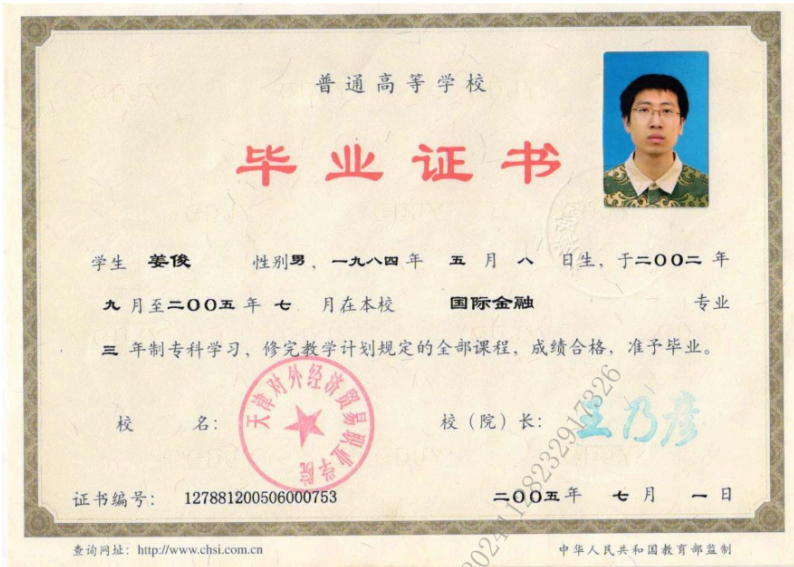 普通高等学校
毕业证书
学生 姜俊 性别男，一九八四年 五 月 八 日生，于二〇〇二年
九 月至二〇〇五年 七 月在本校 国际金融 专业
三 年制专科学习，修完教学计划规定的全部课程，成绩合格，准予毕业。
校 名： 校（院）长： 王乃彦
天津对外经济贸易职业学院
证书编号： 127881200506000753 二〇〇五年 七月 一日
查询网址：http://www.chsi.com.cn 中华人民共和国教育部监制